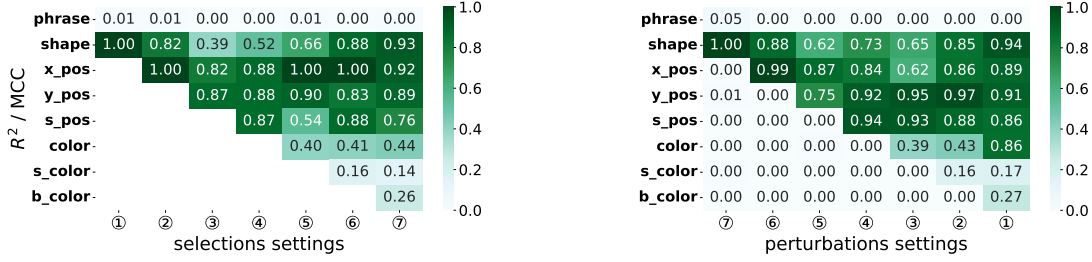 R² / MCC
phrase 0.01 0.01 0.00 0.00 0.01 0.00 0.00
shape 1.00 0.82 0.39 0.52 0.66 0.88 0.93
x_pos 1.00 0.82 0.88 1.00 1.00 0.92
y_pos 0.87 0.88 0.90 0.83 0.89
s_pos 0.87 0.54 0.88 0.76
color 0.40 0.41 0.44
s_color 0.16 0.14
b_color 0.26
① ② ③ ④ ⑤ ⑥ ⑦
selections settings
1.0
0.8
0.6
0.4
0.2
0.0
phrase 0.05 0.00 0.00 0.00 0.00 0.00 0.00
shape 1.00 0.88 0.62 0.73 0.65 0.85 0.94
x_pos 0.00 0.99 0.87 0.84 0.62 0.86 0.89
y_pos 0.01 0.00 0.75 0.92 0.95 0.97 0.91
s_pos 0.00 0.00 0.00 0.94 0.93 0.88 0.86
color 0.00 0.00 0.00 0.00 0.39 0.43 0.86
s_color 0.00 0.00 0.00 0.00 0.00 0.16 0.17
b_color 0.00 0.00 0.00 0.00 0.00 0.00 0.27
⑦ ⑥ ⑤ ④ ③ ② ①
perturbations settings
1.0
0.8
0.6
0.4
0.2
0.0